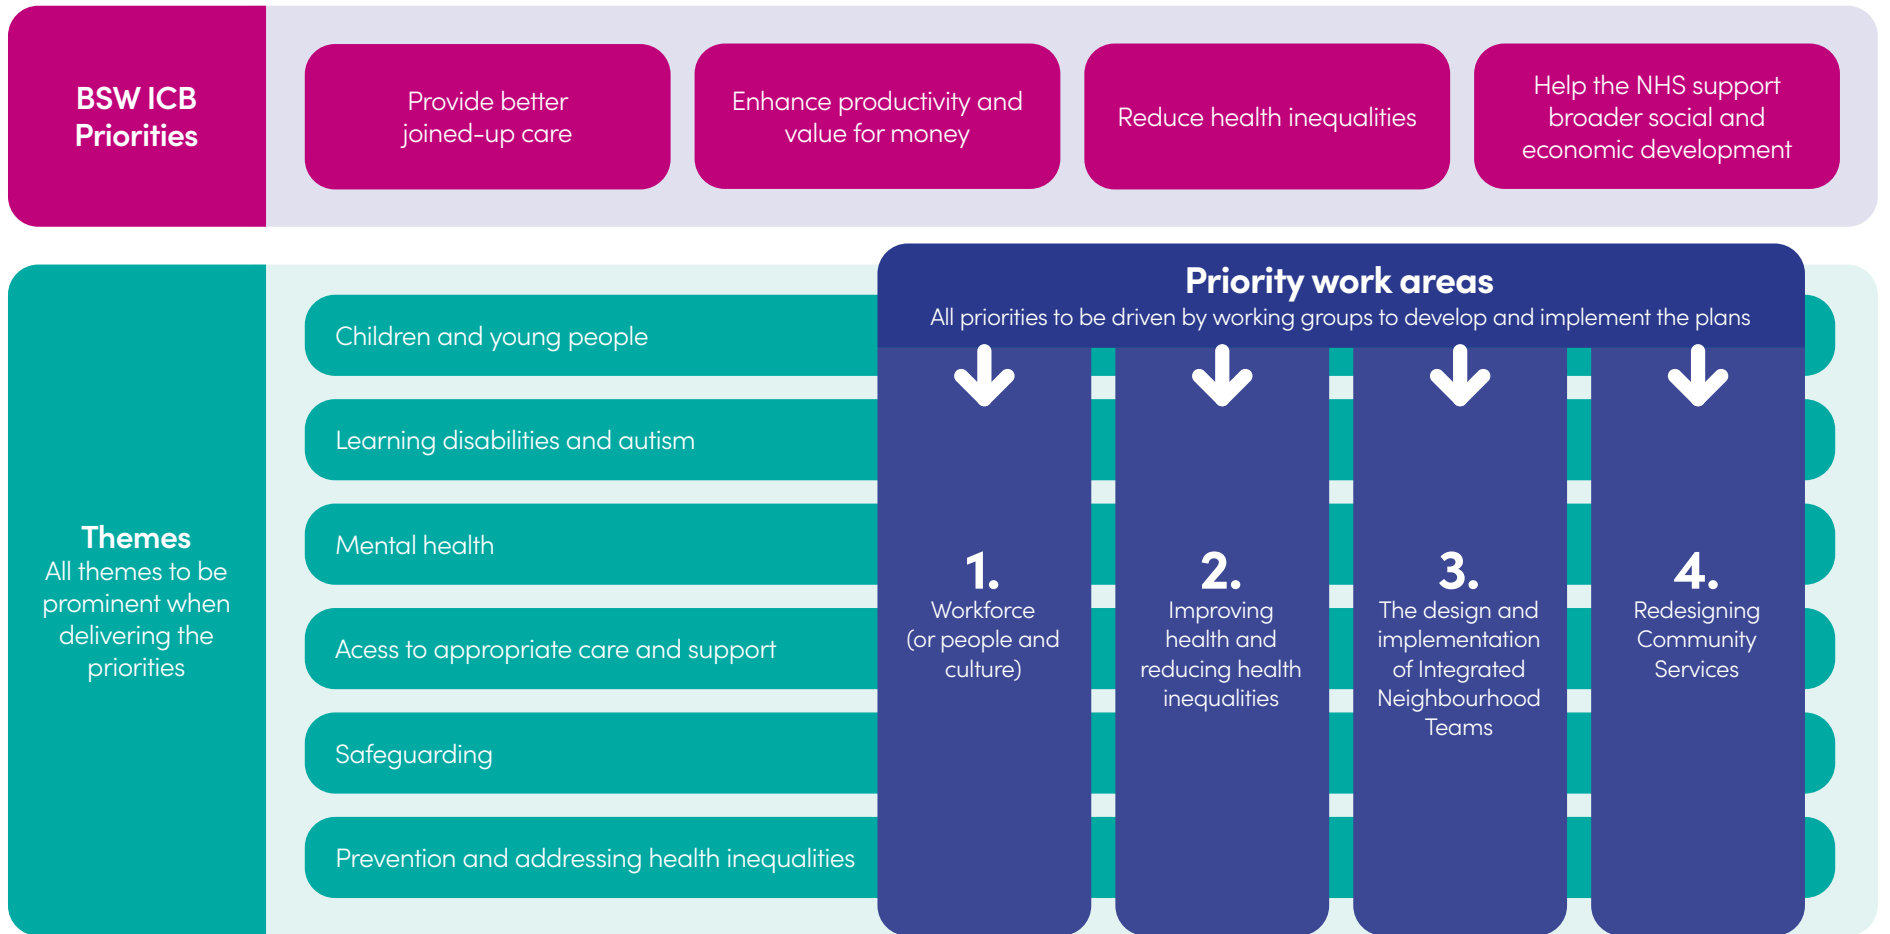 BSW ICB
Priorities
Provide better
joined-up care
Enhance productivity and
value for money
Reduce health inequalities
Help the NHS support
broader social and
economic development
Priority work areas
All priorities to be driven by working groups to develop and implement the plans
Themes
All themes to be
prominent when
delivering the
priorities
Children and young people
Learning disabilities and autism
Mental health
Acess to appropriate care and support
Safeguarding
Prevention and addressing health inequalities
1.
Workforce
(or people and
culture)
2.
Improving
health and
reducing health
inequalities
3.
The design and
implementation
of Integrated
Neighbourhood
Teams
4.
Redesigning
Community
Services